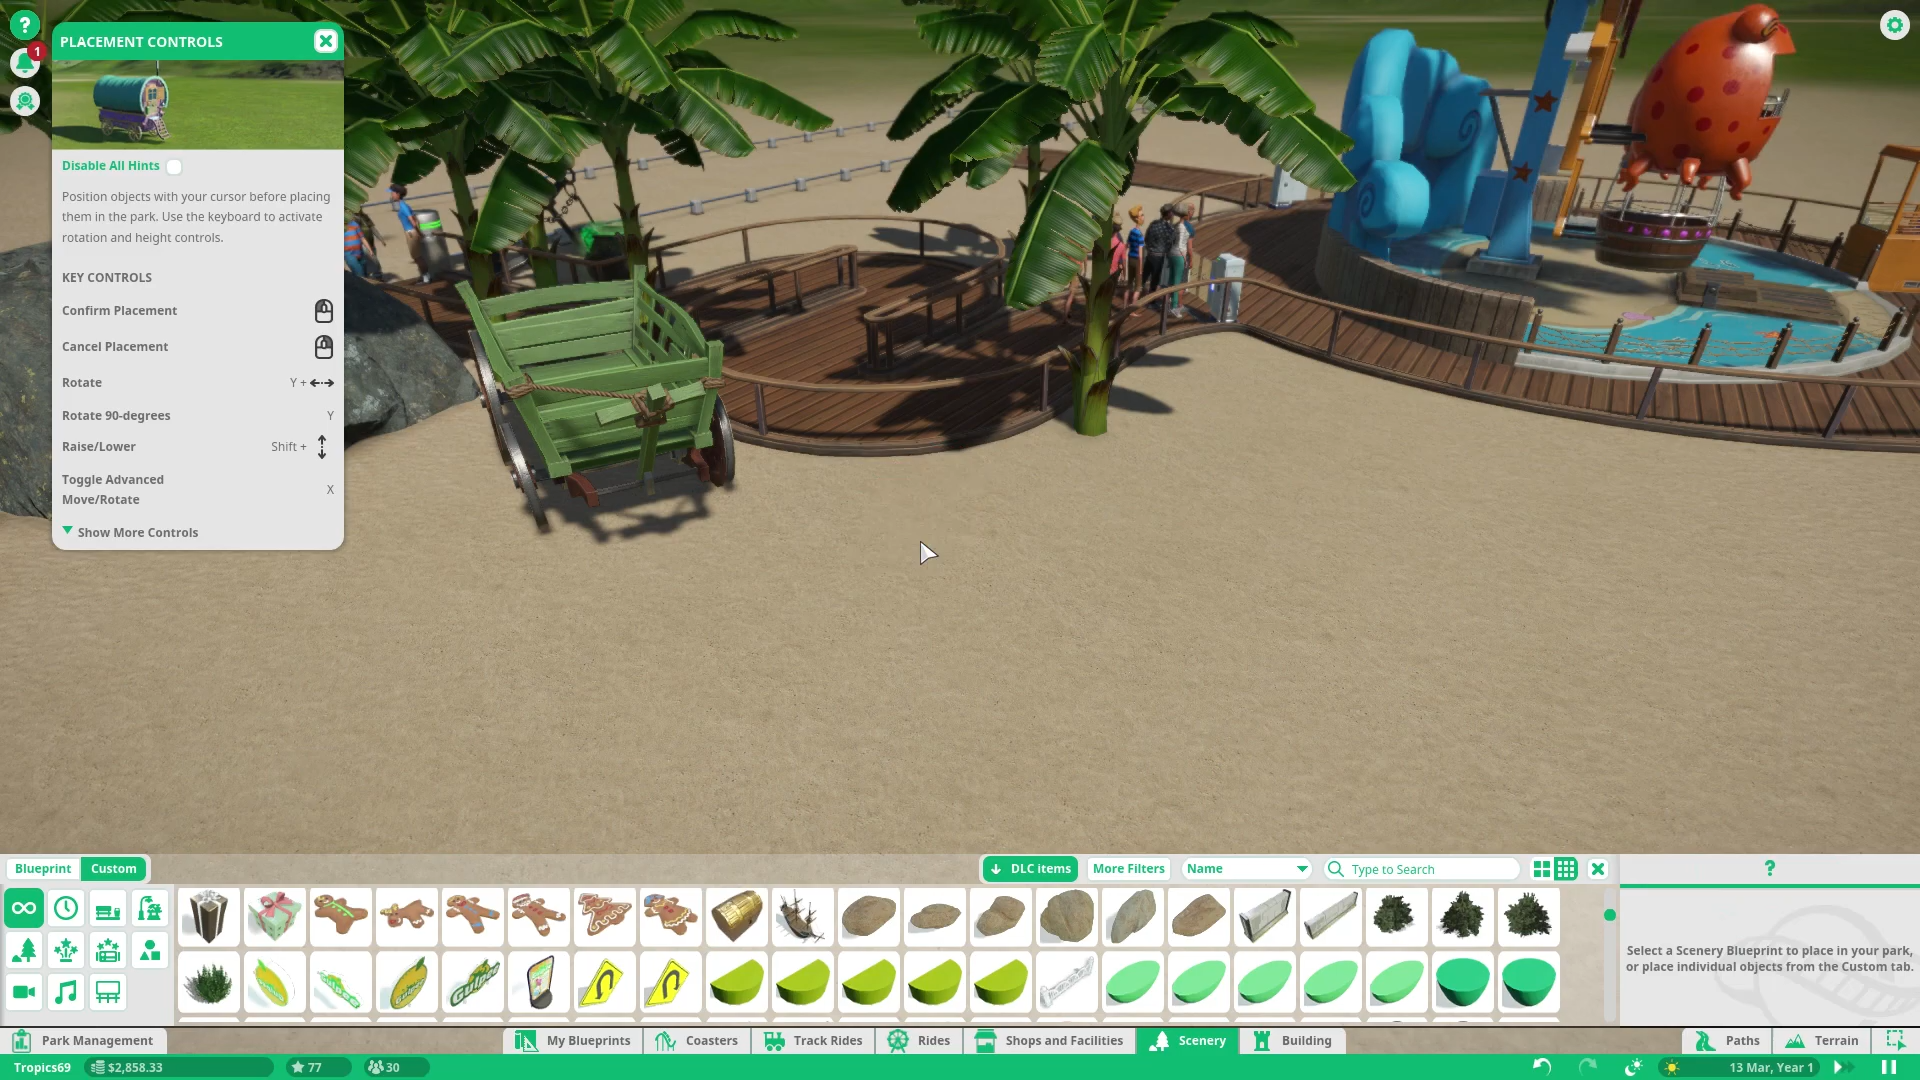 ?
1
PLACEMENT CONTROLS
Disable All Hints
Position objects with your cursor before placing
them in the park. Use the keyboard to activate
rotation and height controls.
KEY CONTROLS
Confirm Placement
Cancel Placement
Rotate Y +
Rotate 90-degrees Y
Raise/Lower Shift +
Toggle Advanced
Move/Rotate X
Show More Controls
Blueprint Custom DLC items More Filters Name Type to Search ?
Gulpee
Select a Scenery Blueprint to place in your park,
or place individual objects from the Custom tab.
Park Management My Blueprints Coasters Track Rides Rides Shops and Facilities Scenery Building Paths Terrain
Tropics69 $2,858.33 77 30 13 Mar, Year 1